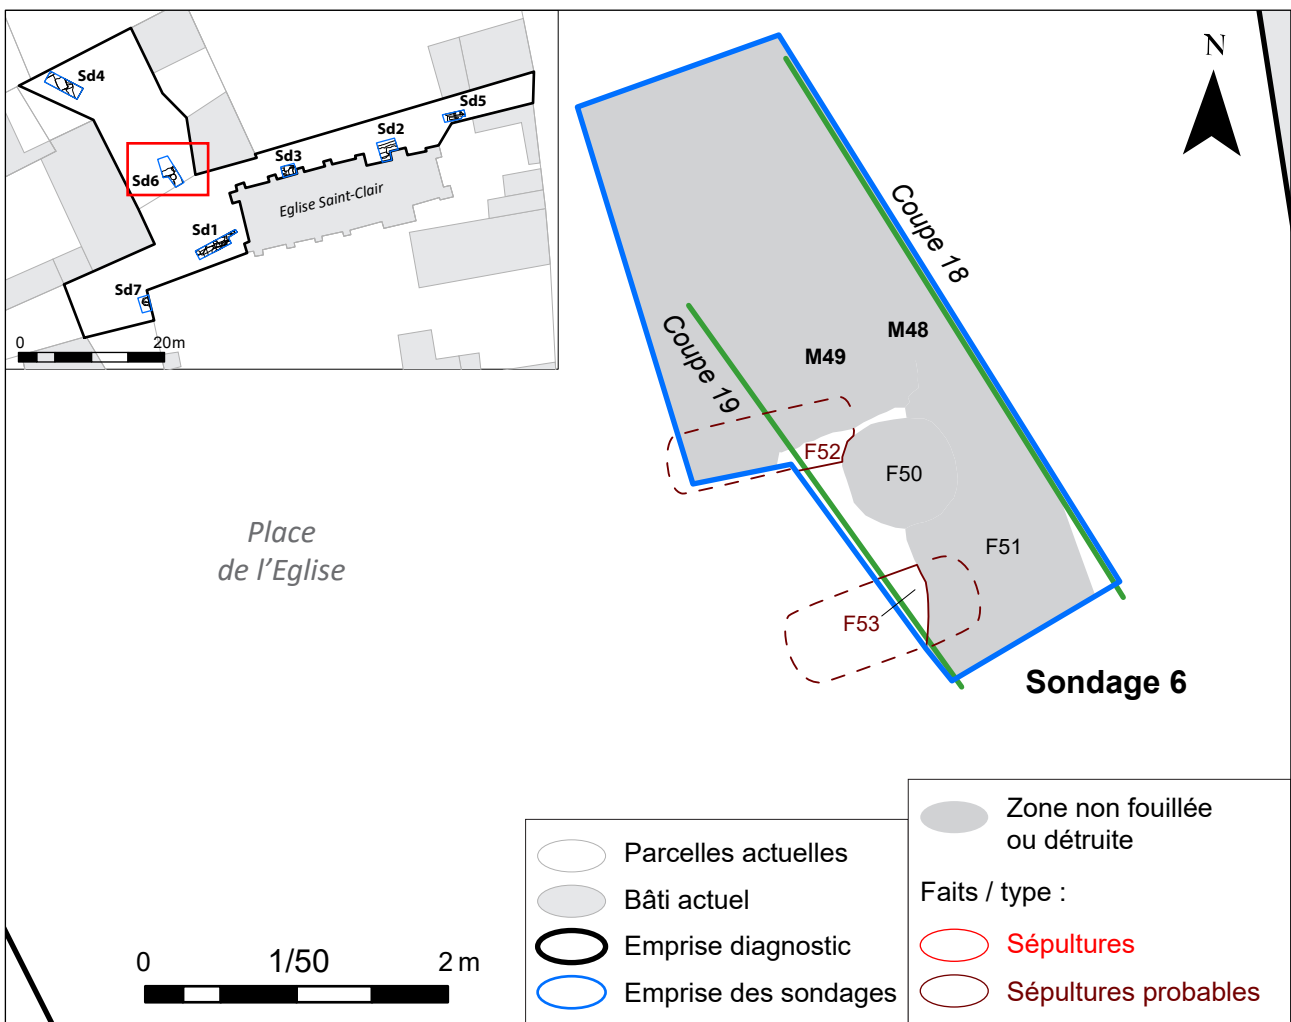 Sd4
Sd5
Sd2
Sd3
Sd6
Eglise Saint-Clair
Sd1
Sd7
0 20m
N
Coupe 18
M48
M49
Coupe 19
F52
F50
F51
F53
Place
de l'Eglise
Sondage 6
0 1/50 2 m
Parcelles actuelles
Bâti actuel
Emprise diagnostic
Emprise des sondages
Zone non fouillée
ou détruite
Faits / type :
Sépultures
Sépultures probables